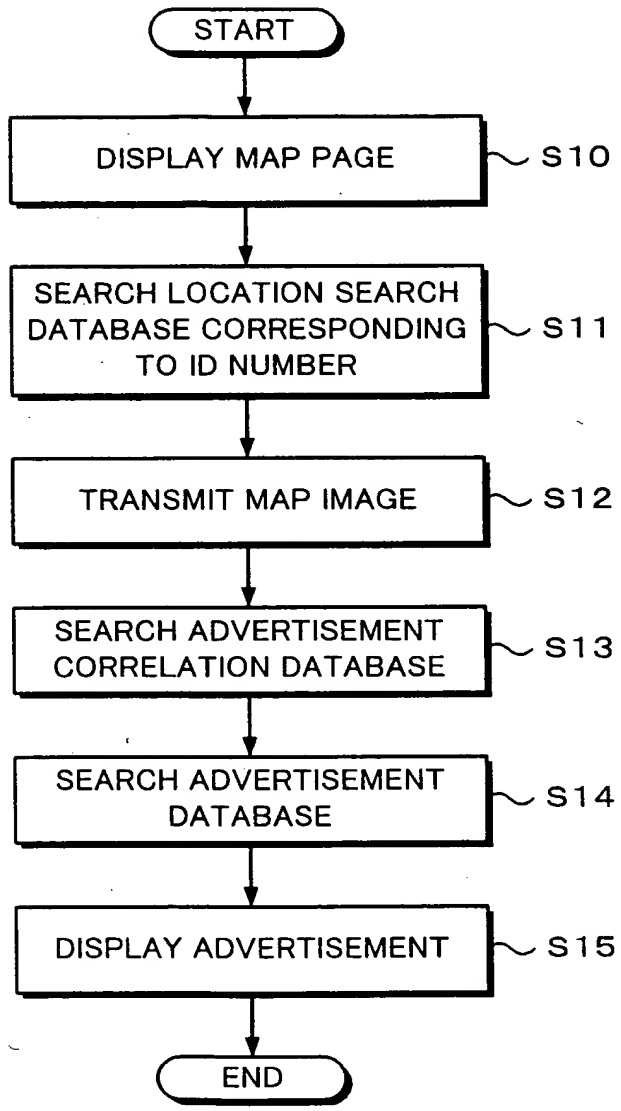 START
DISPLAY MAP PAGE
S10
SEARCH LOCATION SEARCH
DATABASE CORRESPONDING
TO ID NUMBER
S11
TRANSMIT MAP IMAGE
S12
SEARCH ADVERTISEMENT
CORRELATION DATABASE
S13
SEARCH ADVERTISEMENT
DATABASE
S14
DISPLAY ADVERTISEMENT
S15
END